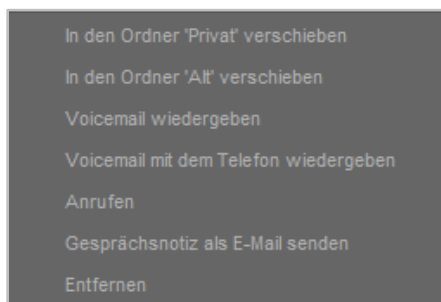 In den Ordner 'Privat' verschieben
In den Ordner 'Alt' verschieben
Voicemail wiedergeben
Voicemail mit dem Telefon wiedergeben
Anrufen
Gesprächsnotiz als E-Mail senden
Entfernen